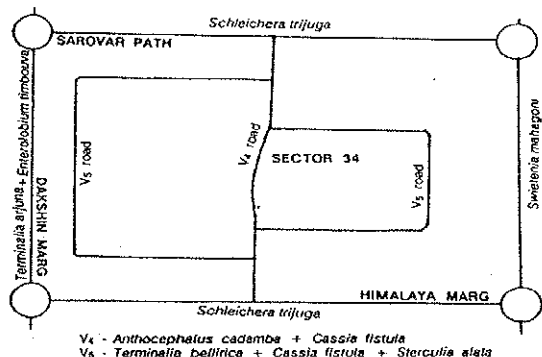 Schleichera trijuga
SAROVAR PATH
Terminalia arjuna + Enterolobium timbouva
DAKSHIN MARG
V5 road
V4 road
SECTOR 34
V5 road
Swietenia mahagoni
HIMALAYA MARG
Schleichera trijuga
V4 - Anthocephalus cadamba + Cassia fistula
V5 - Terminalia bellirica + Cassia fistula + Sterculia alata